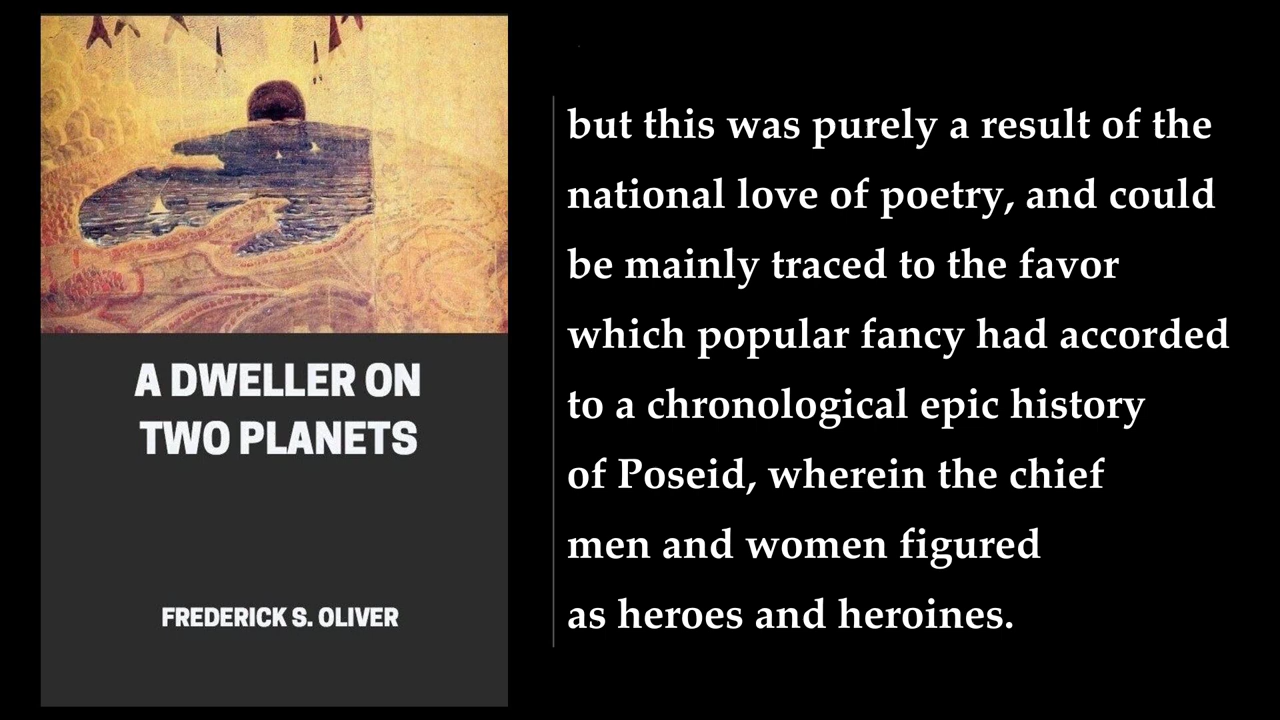 A DWELLER ON
TWO PLANETS
FREDERICK S. OLIVER
but this was purely a result of the
national love of poetry, and could
be mainly traced to the favor
which popular fancy had accorded
to a chronological epic history
of Poseid, wherein the chief
men and women figured
as heroes and heroines.